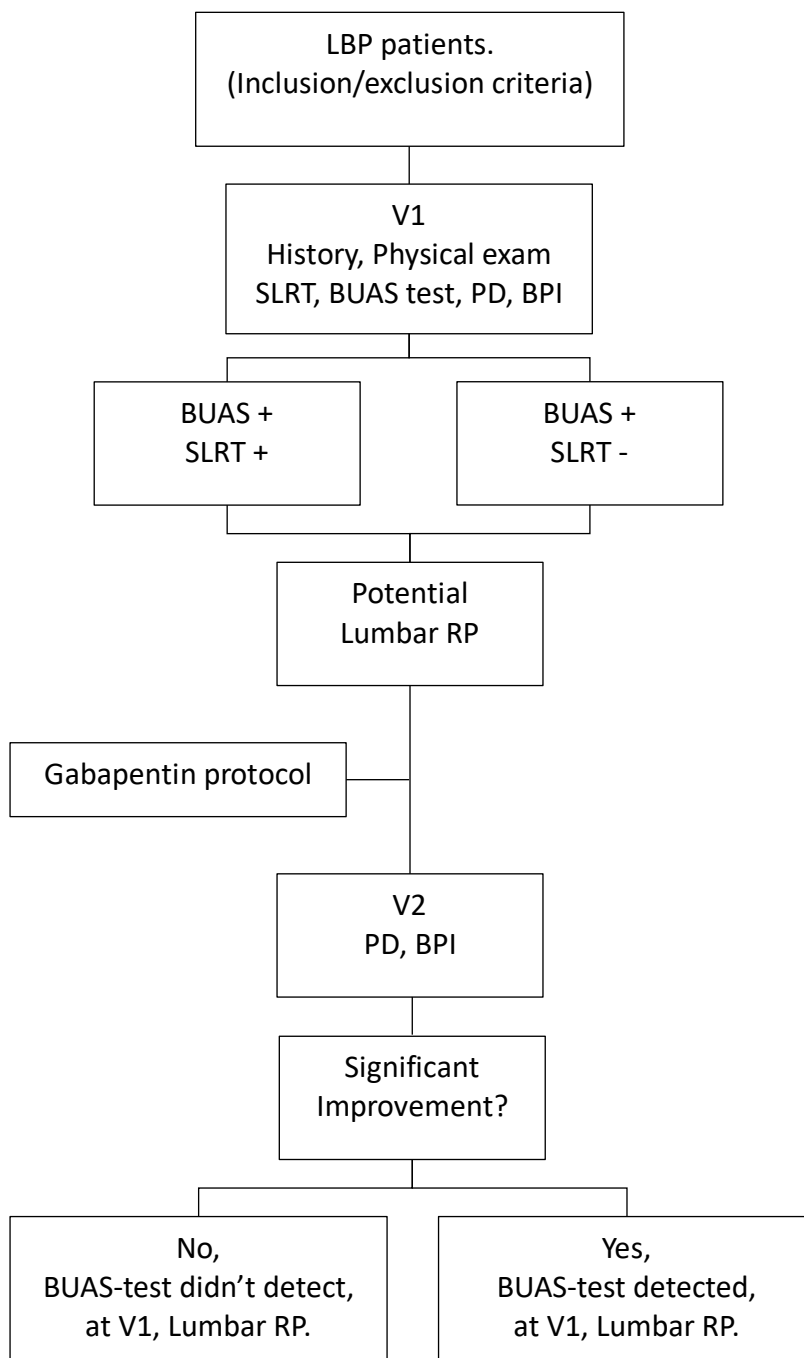 LBP patients.
(Inclusion/exclusion criteria)
V1
History, Physical exam
SLRT, BUAS test, PD, BPI
BUAS +
SLRT +
BUAS +
SLRT -
Potential
Lumbar RP
Gabapentin protocol
V2
PD, BPI
Significant
Improvement?
No,
BUAS-test didn’t detect,
at V1, Lumbar RP.
Yes,
BUAS-test detected,
at V1, Lumbar RP.